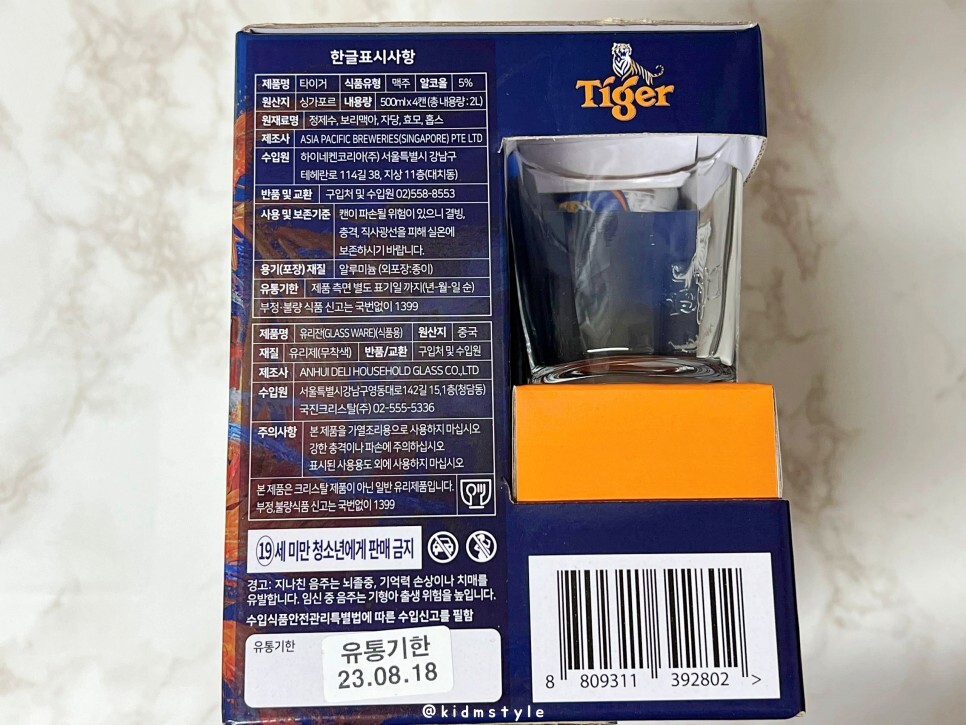 한글표시사항
제품명 타이거 식품유형 맥주 알코올 5%
원산지 싱가포르 내용량 500ml x 4캔 (총 내용량 : 2L)
원재료명 정제수, 보리맥아, 자당, 효모, 홉스
제조사 ASIA PACIFIC BREWERIES(SINGAPORE) PTE LTD
수입원 하이네켄코리아(주) 서울특별시 강남구
테헤란로 114길 38, 지상 11층(대치동)
반품 및 교환 구입처 및 수입원 02)558-8553
사용 및 보존기준 캔이 파손될 위험이 있으니 결빙,
충격, 직사광선을 피해 실온에
보존하시기 바랍니다.
용기(포장) 재질 알루미늄 (외포장:종이)
유통기한 제품 측면 별도 표기일 까지(년-월-일 순)
부정·불량 식품 신고는 국번없이 1399
제품명 유리잔(GLASS WARE)(식품용) 원산지 중국
재질 유리제(무착색) 반품/교환 구입처 및 수입원
제조사 ANHUI DELI HOUSEHOLD GLASS CO.,LTD
수입원 서울특별시강남구영동대로142길 15,1층(청담동)
국진크리스탈(주) 02-555-5336
주의사항 본 제품을 가열조리용으로 사용하지 마십시오
강한 충격이나 파손에 주의하십시오
표시된 사용용도 외에 사용하지 마십시오
본 제품은 크리스탈 제품이 아닌 일반 유리제품입니다.
부정,불량식품 신고는 국번없이 1399
19세 미만 청소년에게 판매 금지
경고: 지나친 음주는 뇌졸중, 기억력 손상이나 치매를
유발합니다. 임신 중 음주는 기형아 출생 위험을 높입니다.
수입식품안전관리특별법에 따른 수입신고를 필함
유통기한
유통기한
23.08.18
Tiger
8 809311 392802 >
@kidmstyle